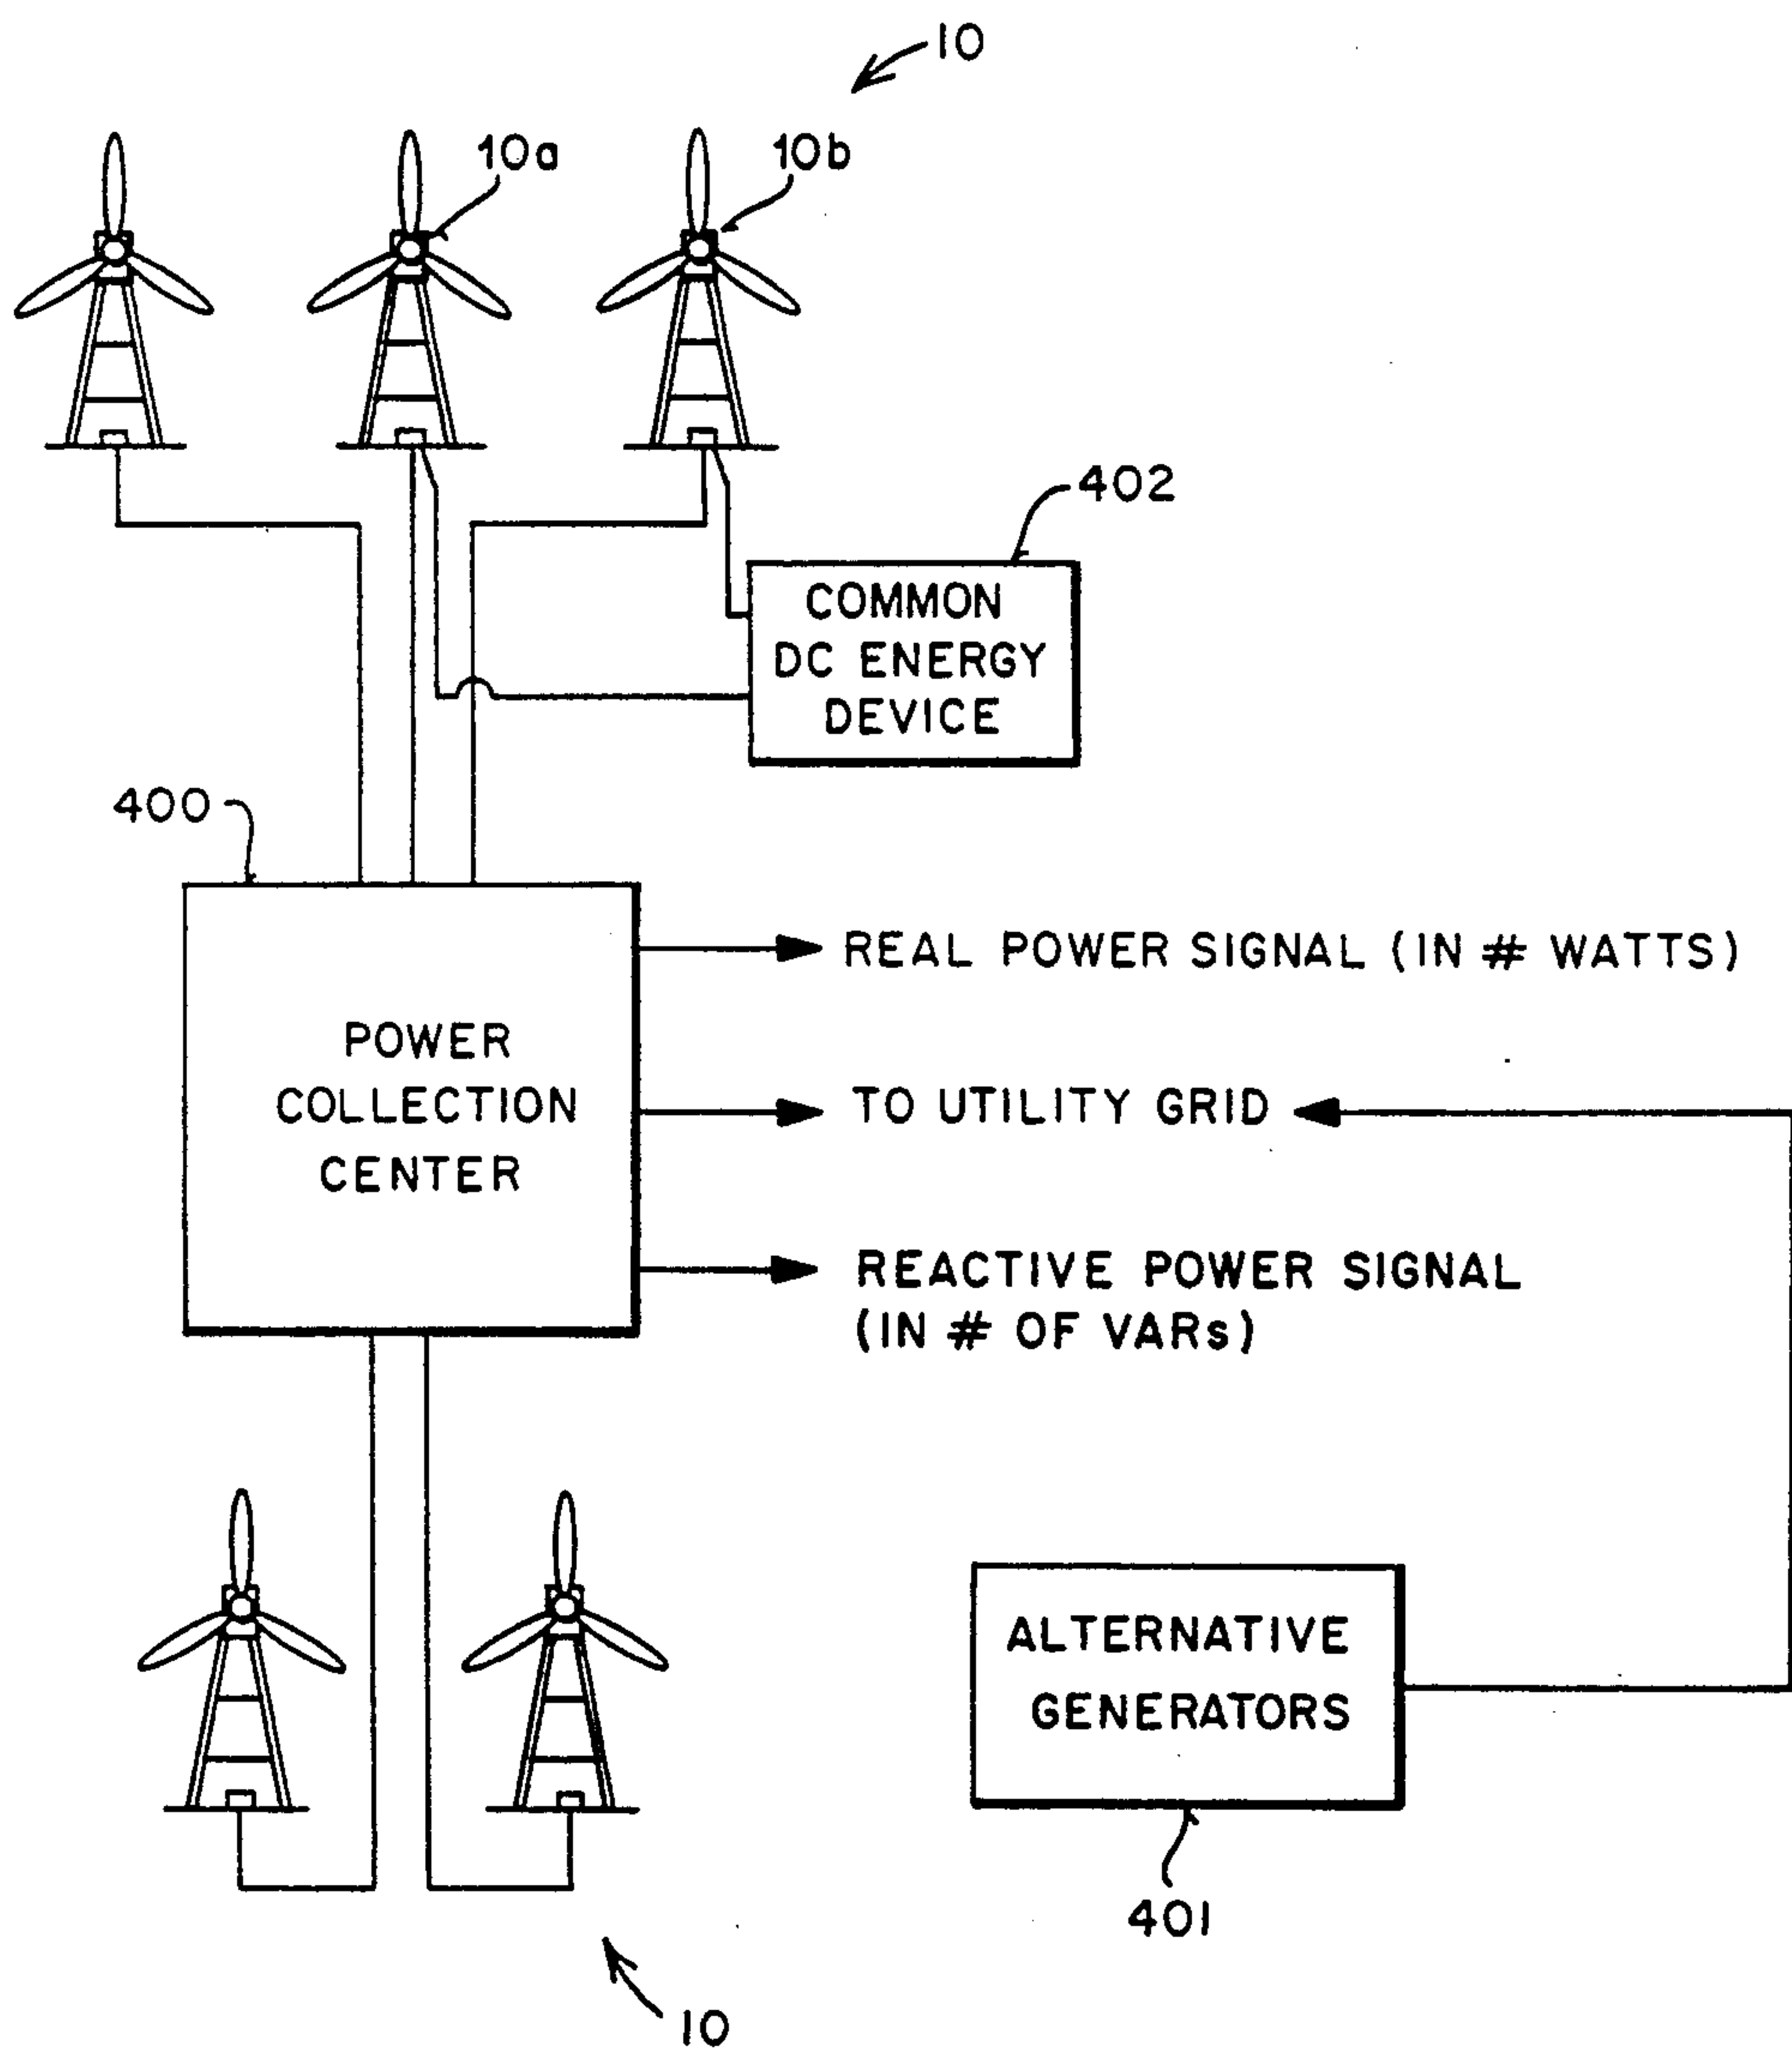 10
10a
10b
402
COMMON
DC ENERGY
DEVICE
400
REAL POWER SIGNAL (IN # WATTS)
POWER
COLLECTION
CENTER
TO UTILITY GRID
REACTIVE POWER SIGNAL
(IN # OF VARs)
ALTERNATIVE
GENERATORS
401
10